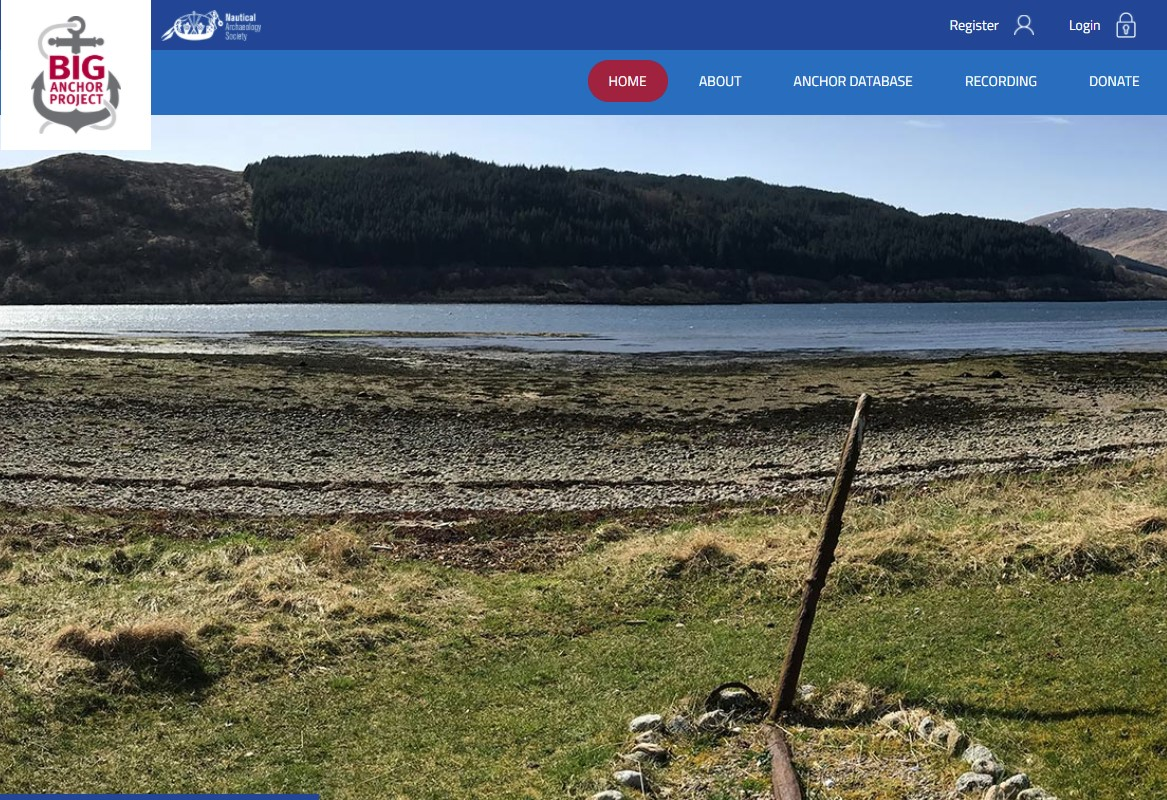 BIG
ANCHOR
PROJECT
Nautical
Archaeology
Society
Register
Login
HOME
ABOUT
ANCHOR DATABASE
RECORDING
DONATE